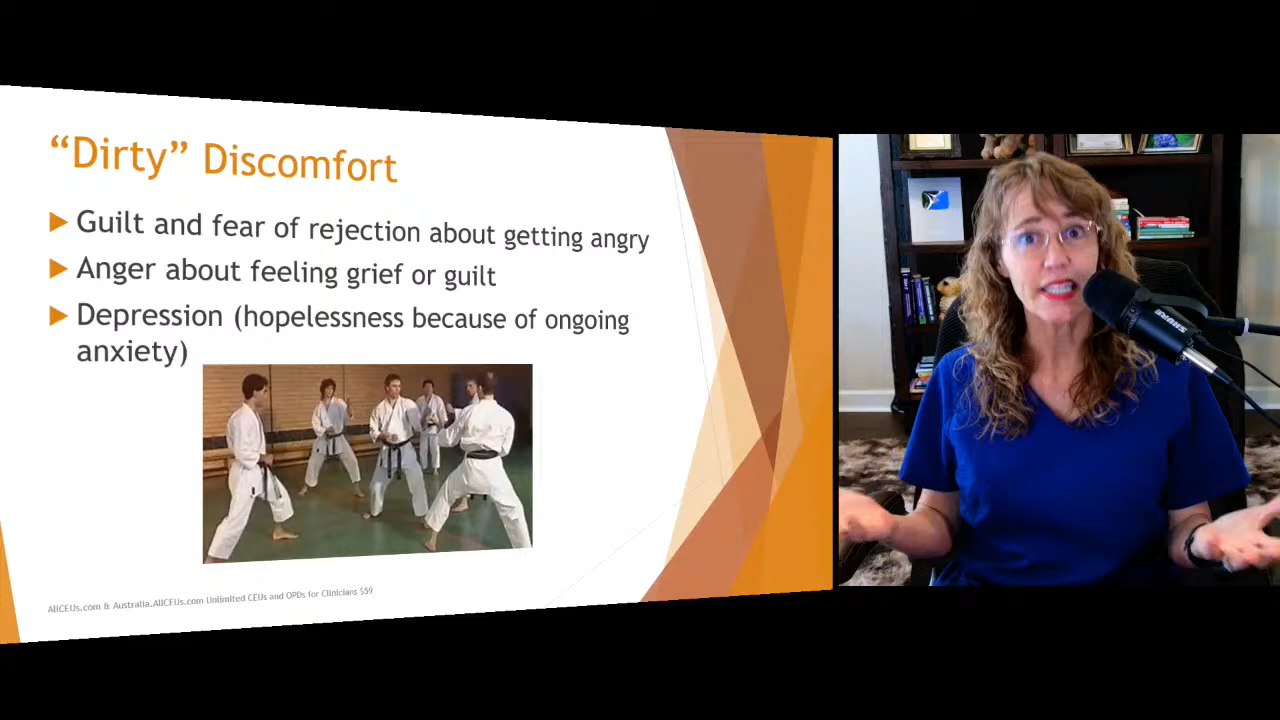 “Dirty” Discomfort
Guilt and fear of rejection about getting angry
Anger about feeling grief or guilt
Depression (hopelessness because of ongoing
anxiety)
AllCEUs.com & Australia.AllCEUs.com Unlimited CEUs and OPDs for Clinicians $59
SHURE